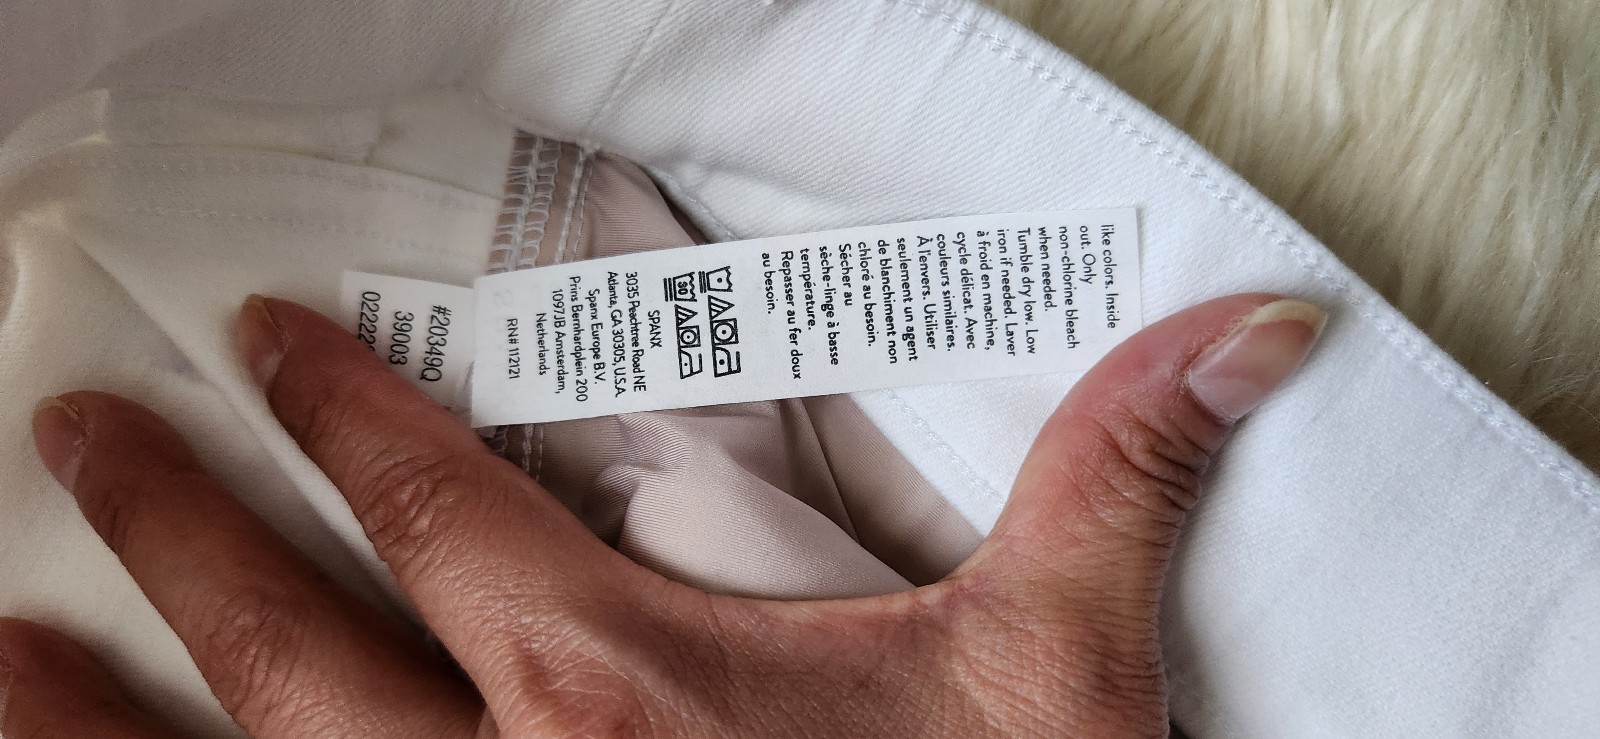 like colors. Inside
out. Only
non-chlorine bleach
when needed.
Tumble dry low. Low
iron if needed. Laver
à froid en machine,
cycle délicat. Avec
couleurs similaires.
À l'envers. Utiliser
seulement un agent
de blanchiment non
chloré au besoin.
Sécher au
sèche-linge à basse
température.
Repasser au fer doux
au besoin.
30
SPANX
3035 Peachtree Road NE
Atlanta, GA 30305, U.S.A
Spanx Europe B.V.
Prins Bernhardplein 200
1097JB Amsterdam,
Netherlands
RN# 112121
#20349Q
39003